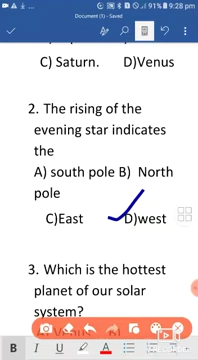 Document (1) - Saved
91% 9:28 pm
C) Saturn. D)Venus
2. The rising of the
evening star indicates
the
A) south pole B) North
pole
C)East D)west
3. Which is the hottest
planet of our solar
system?
B I U A